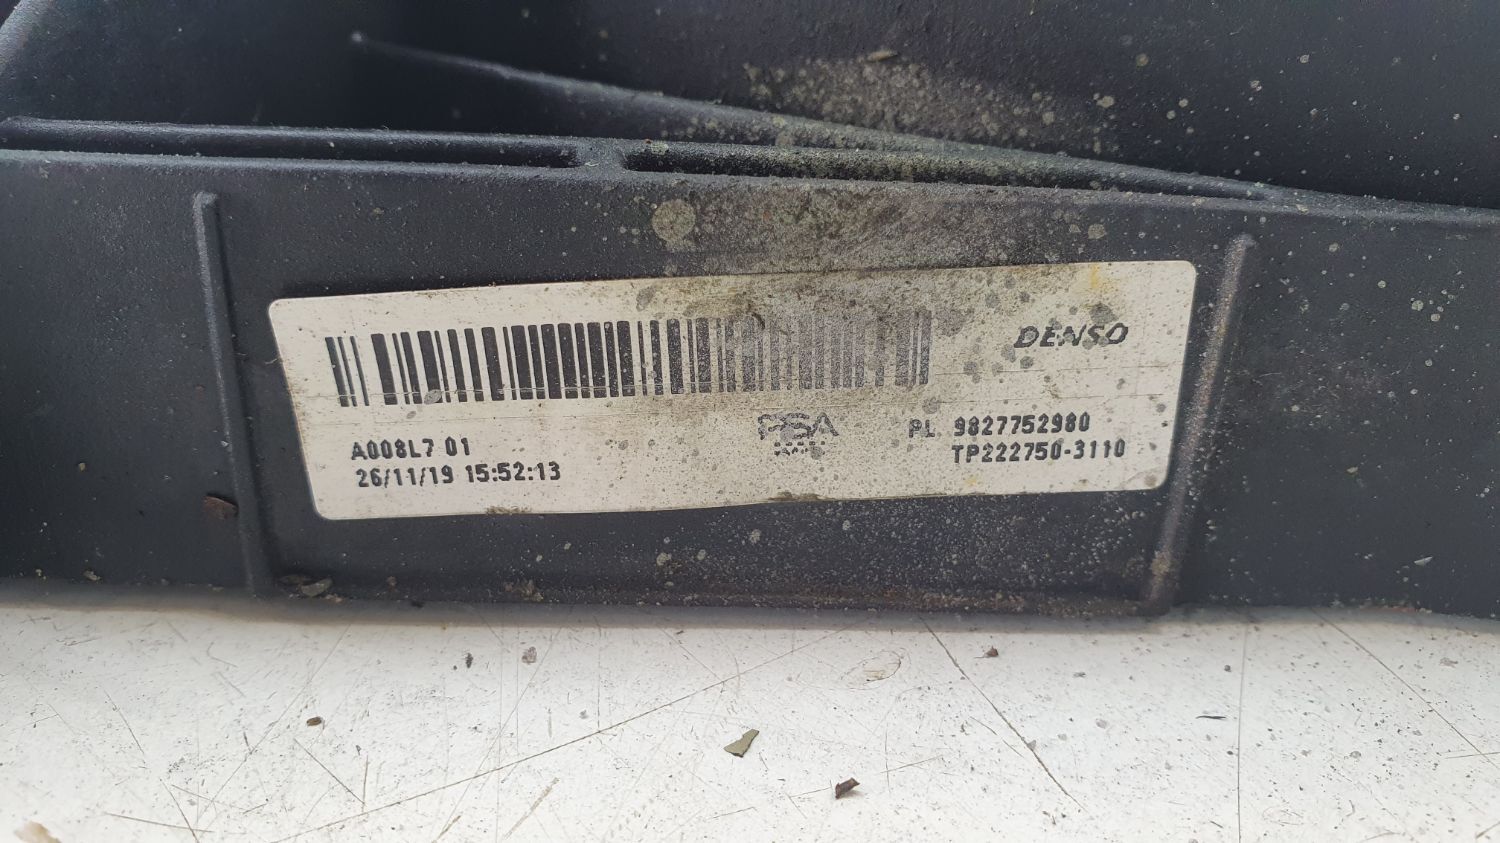 DENSO
PSA
PL 9827752980
TP222750-3110
A008L7 01
26/11/19 15:52:13